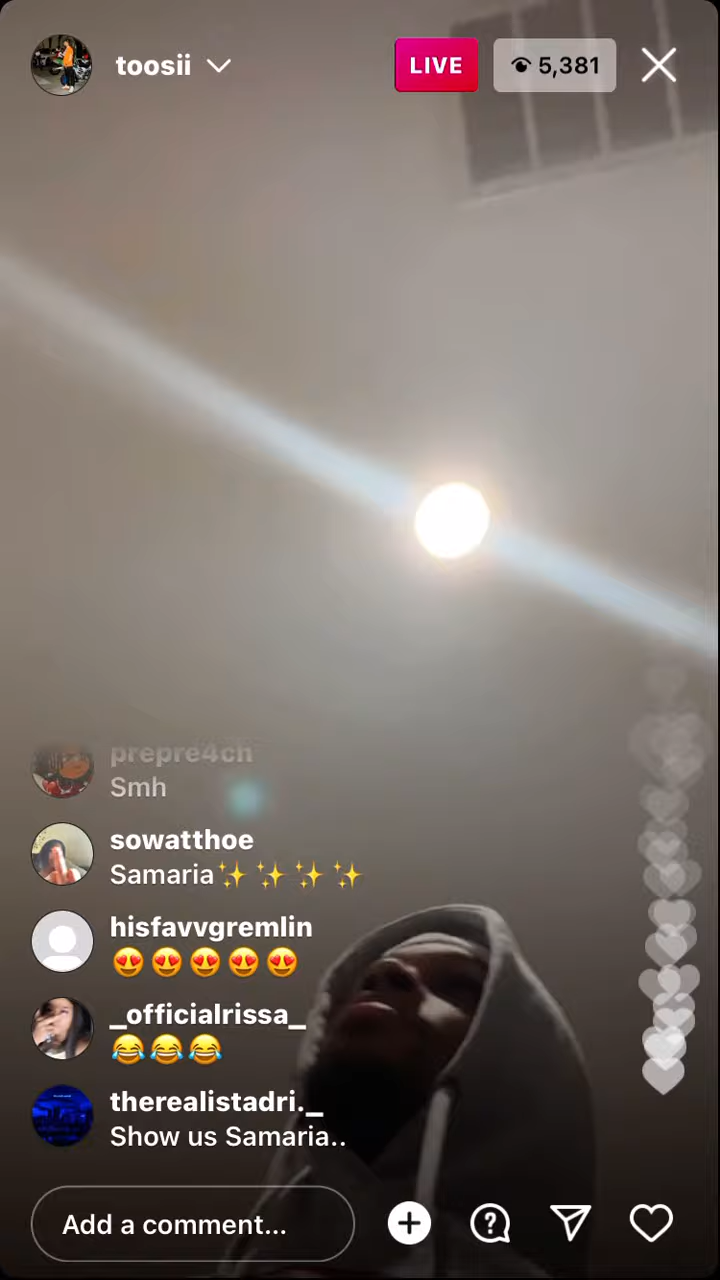 toosii
LIVE
5,381
prepre4ch
Smh
sowatthoe
Samaria✨ ✨ ✨ ✨
hisfavvgremlin
😍😍😍😍😍
_officialrissa_
😂😂😂
therealistadri._
Show us Samaria..
Add a comment...